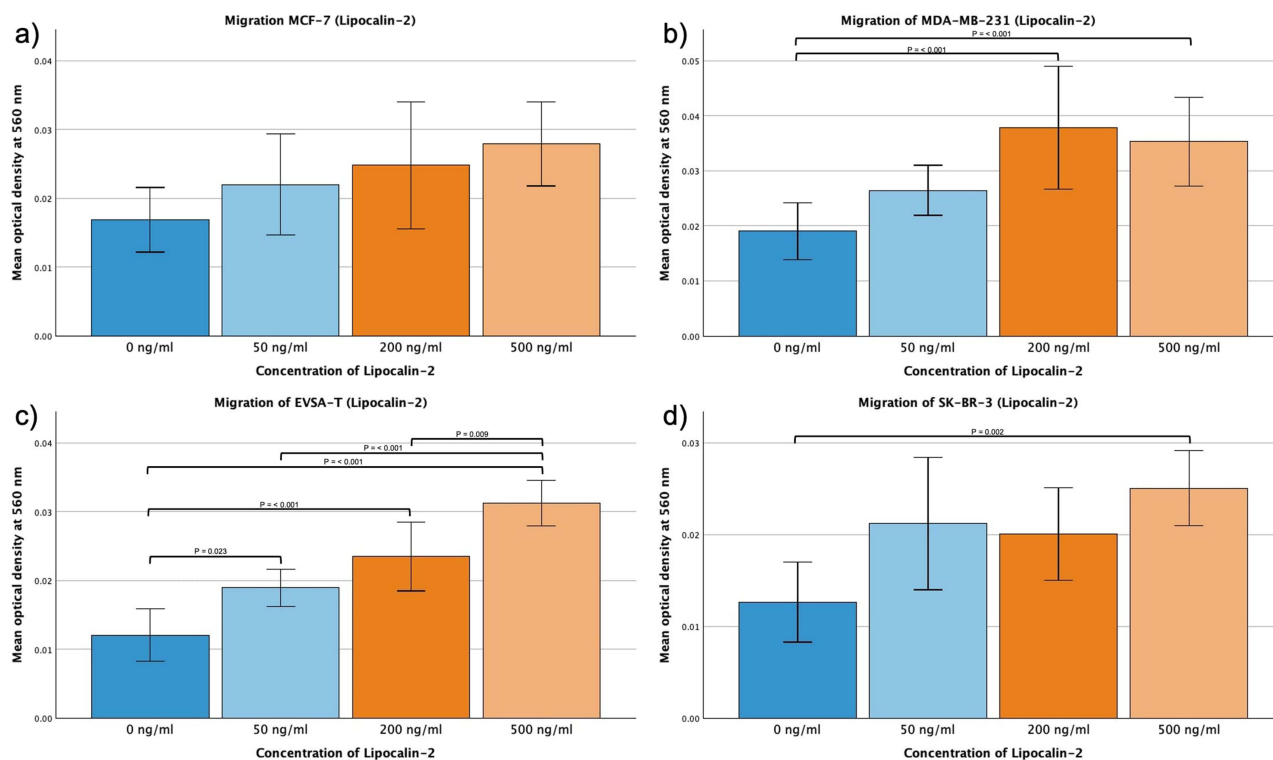 a)
Migration MCF-7 (Lipocalin-2)
Mean optical density at 560 nm
0.04
0.03
0.02
0.01
0.00
0 ng/ml 50 ng/ml 200 ng/ml 500 ng/ml
Concentration of Lipocalin-2
b)
Migration of MDA-MB-231 (Lipocalin-2)
Mean optical density at 560 nm
P = < 0.001
P = < 0.001
0.05
0.04
0.03
0.02
0.01
0.00
0 ng/ml 50 ng/ml 200 ng/ml 500 ng/ml
Concentration of Lipocalin-2
c)
Migration of EVSA-T (Lipocalin-2)
Mean optical density at 560 nm
P = 0.009
P = < 0.001
P = < 0.001
P = < 0.001
P = 0.023
0.04
0.03
0.02
0.01
0.00
0 ng/ml 50 ng/ml 200 ng/ml 500 ng/ml
Concentration of Lipocalin-2
d)
Migration of SK-BR-3 (Lipocalin-2)
Mean optical density at 560 nm
P = 0.002
0.03
0.02
0.01
0.00
0 ng/ml 50 ng/ml 200 ng/ml 500 ng/ml
Concentration of Lipocalin-2